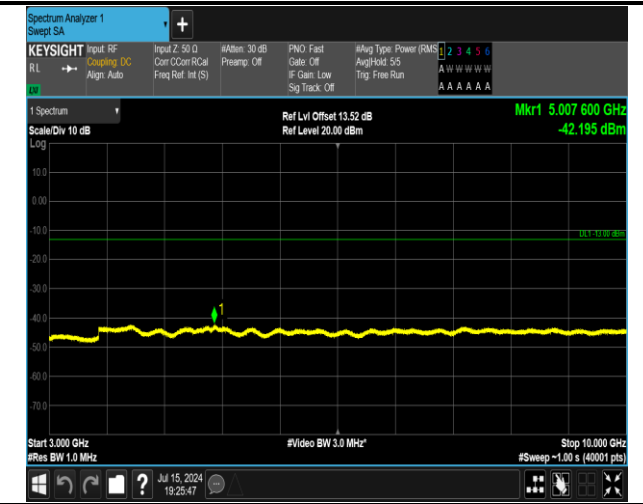 Spectrum Analyzer 1
Swept SA
+
KEYSIGHT
RL
Input: RF
Coupling: DC
Align: Auto
Input Z: 50 Ω
Corr CCorr RCal
Freq Ref: Int (S)
#Atten: 30 dB
Preamp: Off
PNO: Fast
Gate: Off
IF Gain: Low
Sig Track: Off
#Avg Type: Power (RMS
Avg|Hold: 5/5
Trig: Free Run
1 2 3 4 5 6
A W W W W W
A A A A A A
1 Spectrum
Scale/Div 10 dB
Log
Ref Lvl Offset 13.52 dB
Ref Level 20.00 dBm
Mkr1 5.007 600 GHz
-42.195 dBm
10.0
0.00
-10.0
-20.0
-30.0
-40.0
-50.0
-60.0
-70.0
DL1 -13.00 dBm
1
Start 3.000 GHz
#Res BW 1.0 MHz
#Video BW 3.0 MHz*
Stop 10.000 GHz
#Sweep ~1.00 s (40001 pts)
?
Jul 15, 2024
19:25:47